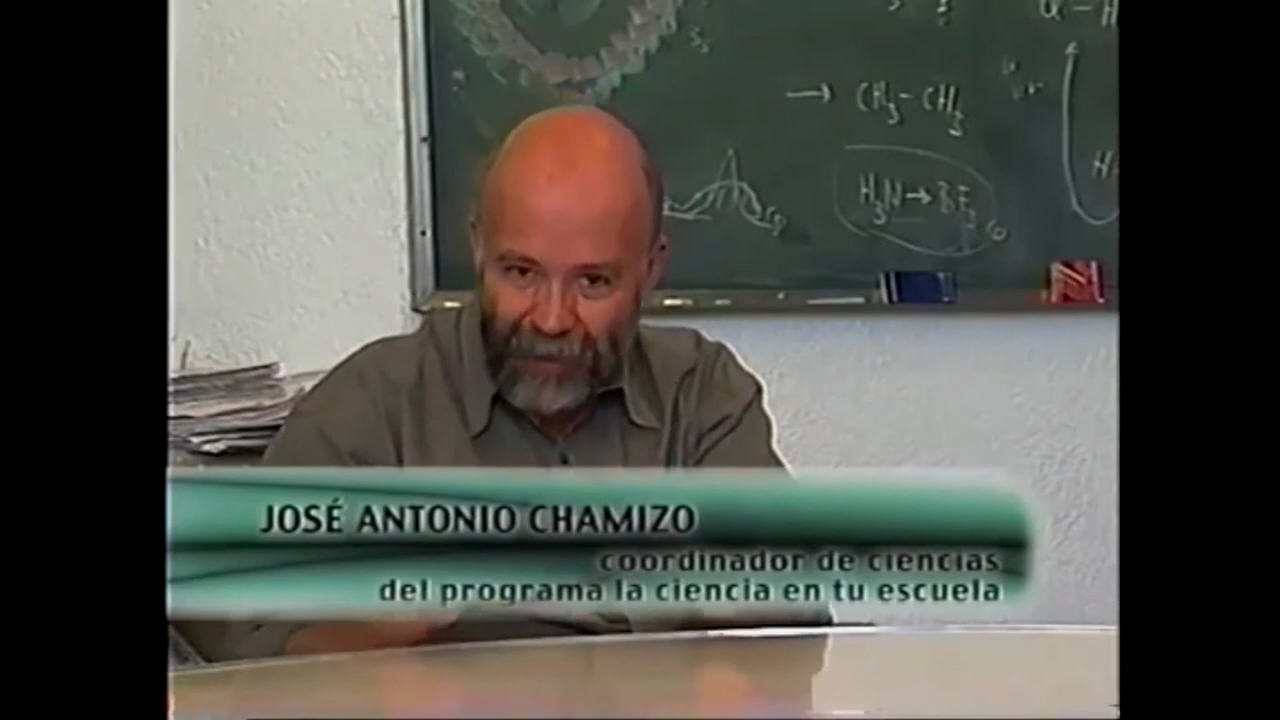 → CH3-CH3
H3N→BF3
JOSÉ ANTONIO CHAMIZO
coordinador de ciencias
del programa la ciencia en tu escuela